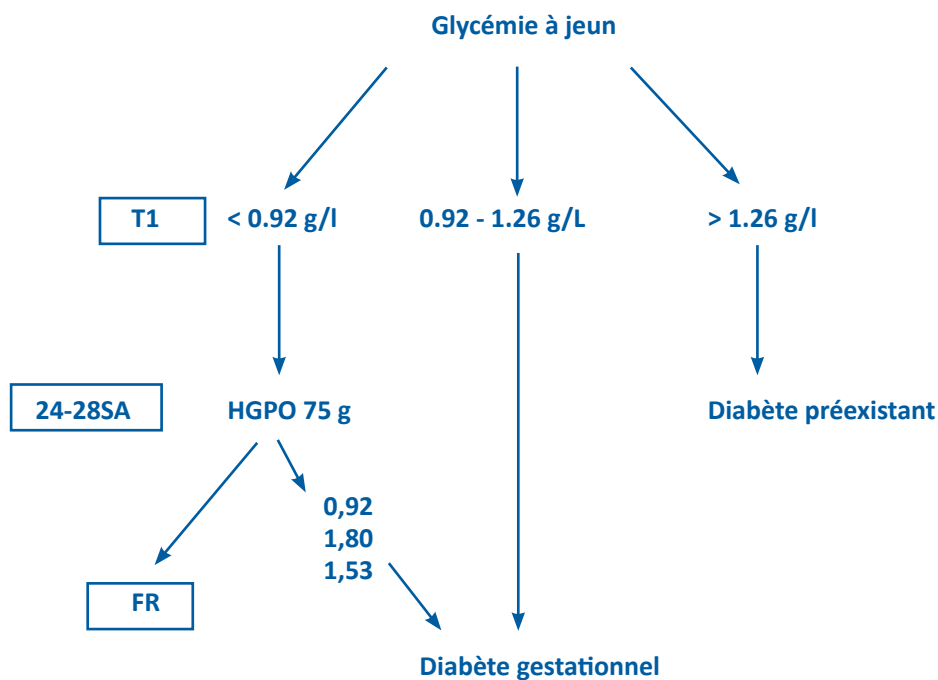 Glycémie à jeun
T1
< 0.92 g/l
0.92 - 1.26 g/L
> 1.26 g/l
24-28SA
HGPO 75 g
Diabète préexistant
0,92
1,80
1,53
FR
Diabète gestationnel